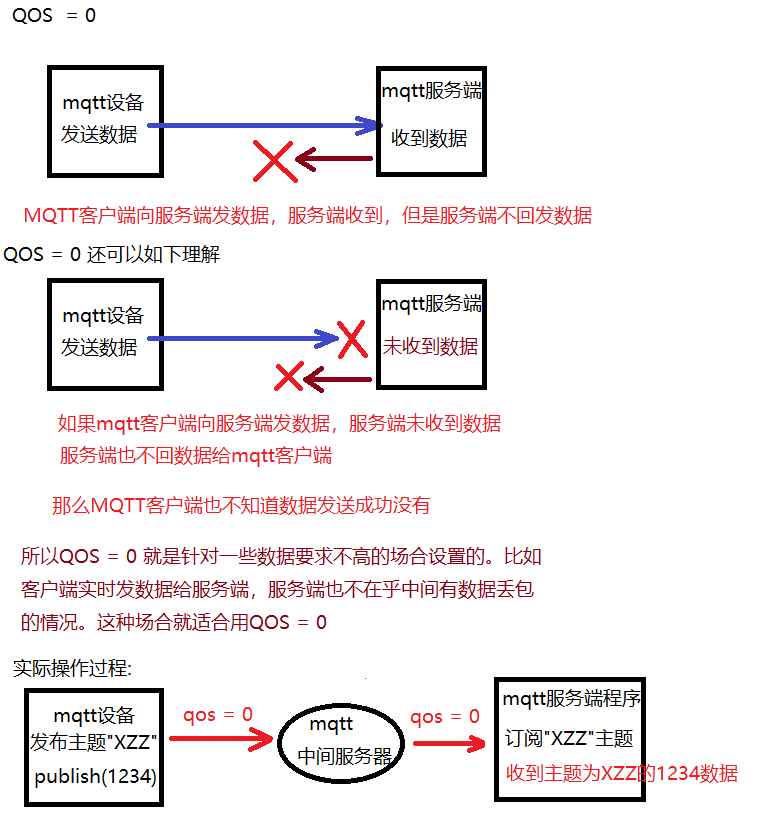 QOS = 0
mqtt设备
发送数据
mqtt服务端
收到数据
MQTT客户端向服务端发数据，服务端收到，但是服务端不回发数据
QOS = 0 还可以如下理解
mqtt设备
发送数据
mqtt服务端
未收到数据
如果mqtt客户端向服务端发数据，服务端未收到数据
服务端也不回数据给mqtt客户端
那么MQTT客户端也不知道数据发送成功没有
所以QOS = 0 就是针对一些数据要求不高的场合设置的。比如
客户端实时发数据给服务端，服务端也不在乎中间有数据丢包
的情况。这种场合就适合用QOS = 0
实际操作过程:
mqtt设备
发布主题"XZZ"
publish(1234)
qos = 0
mqtt
中间服务器
qos = 0
mqtt服务端程序
订阅"XZZ"主题
收到主题为XZZ的1234数据